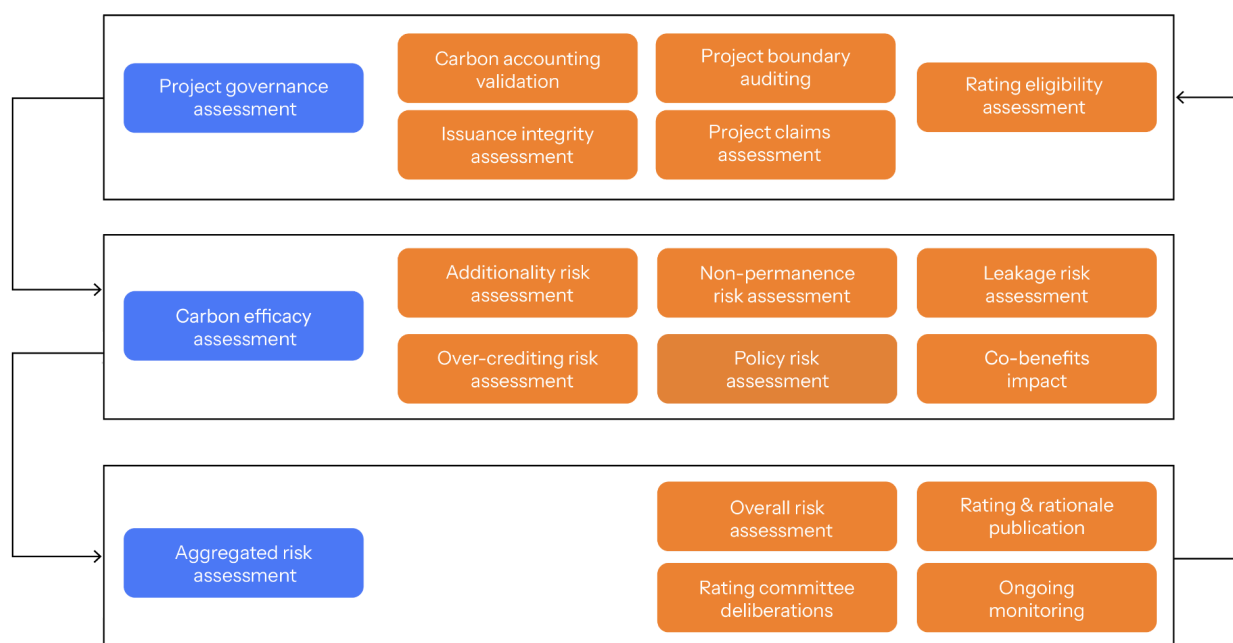 Project governance
assessment
Carbon accounting
validation
Project boundary
auditing
Rating eligibility
assessment
Issuance integrity
assessment
Project claims
assessment
Carbon efficacy
assessment
Additionality risk
assessment
Non-permanence
risk assessment
Leakage risk
assessment
Over-crediting risk
assessment
Policy risk
assessment
Co-benefits
impact
Aggregated risk
assessment
Overall risk
assessment
Rating & rationale
publication
Rating committee
deliberations
Ongoing
monitoring